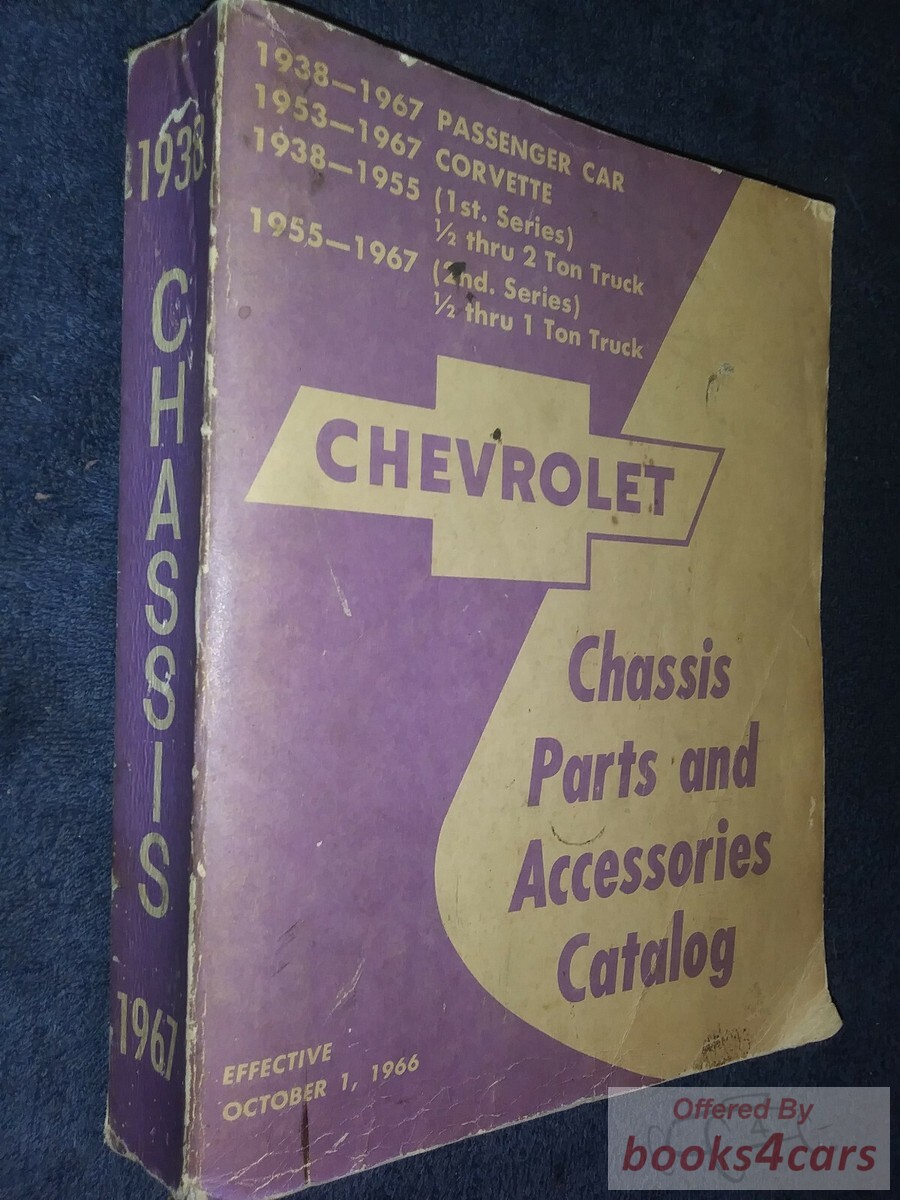 1938
CHASSIS
1967
1938—1967 PASSENGER CAR
1953—1967 CORVETTE
1938—1955 (1st. Series)
½ thru 2 Ton Truck
1955—1967 (2nd. Series)
½ thru 1 Ton Truck
CHEVROLET
Chassis
Parts and
Accessories
Catalog
EFFECTIVE
OCTOBER 1, 1966
Offered By
books4cars